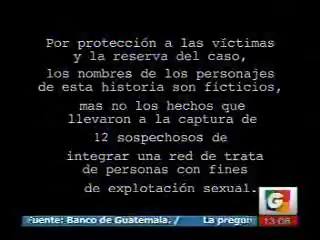 Por protección a las víctimas
y la reserva del caso,
los nombres de los personajes
de esta historia son ficticios,
mas no los hechos que
llevaron a la captura de
12 sospechosos de
integrar una red de trata
de personas con fines
de explotación sexual.
G
Fuente: Banco de Guatemala. / La pregun
13:06